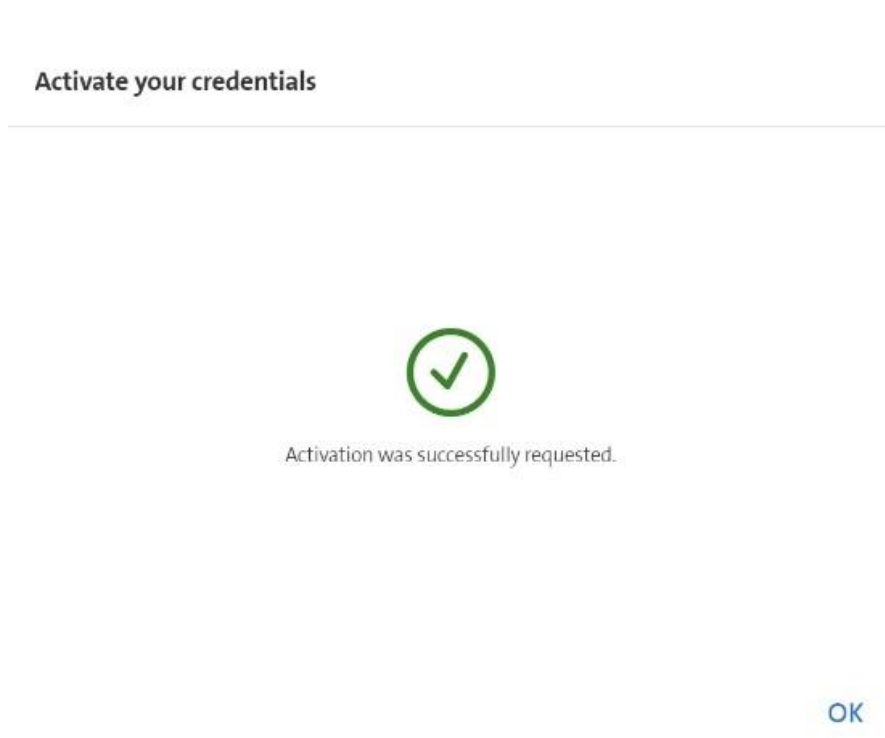 Activate your credentials
Activation was successfully requested.
OK